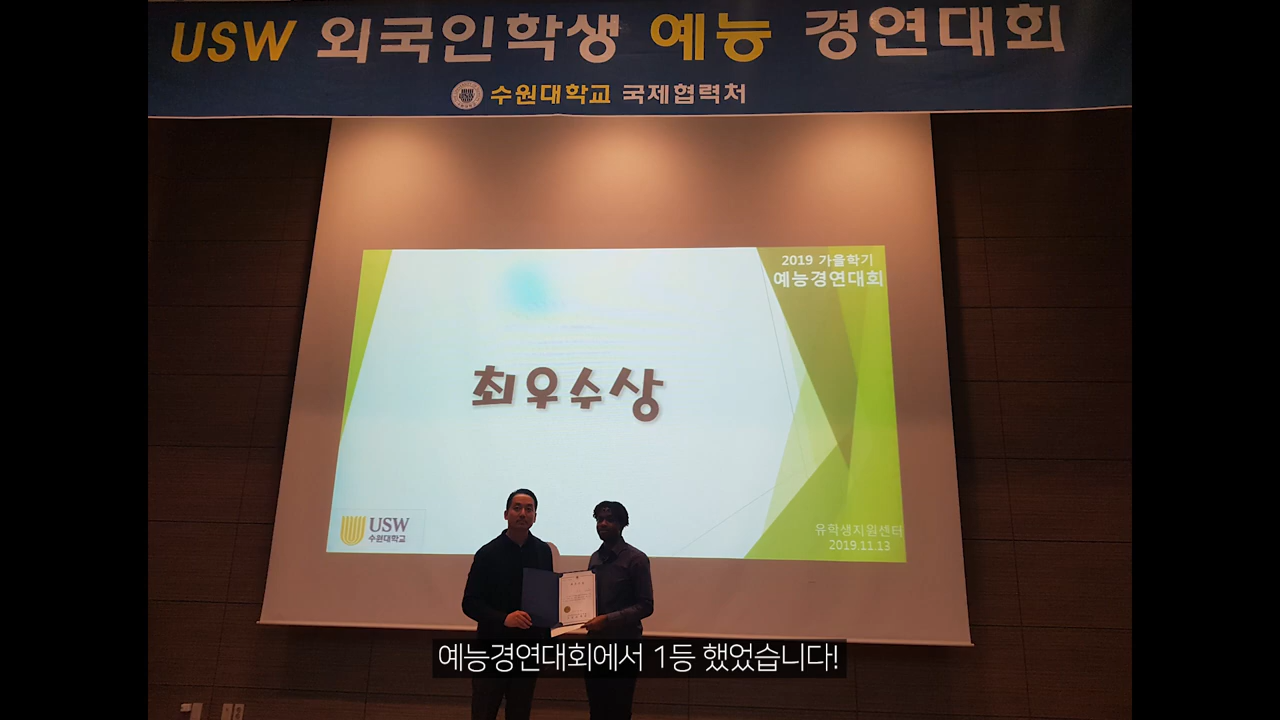 USW 외국인학생 예능 경연대회
수원대학교 국제협력처
2019 가을학기
예능경연대회
최우수상
USW
수원대학교
유학생지원센터
2019.11.13
예능경연대회에서 1등 했었습니다!